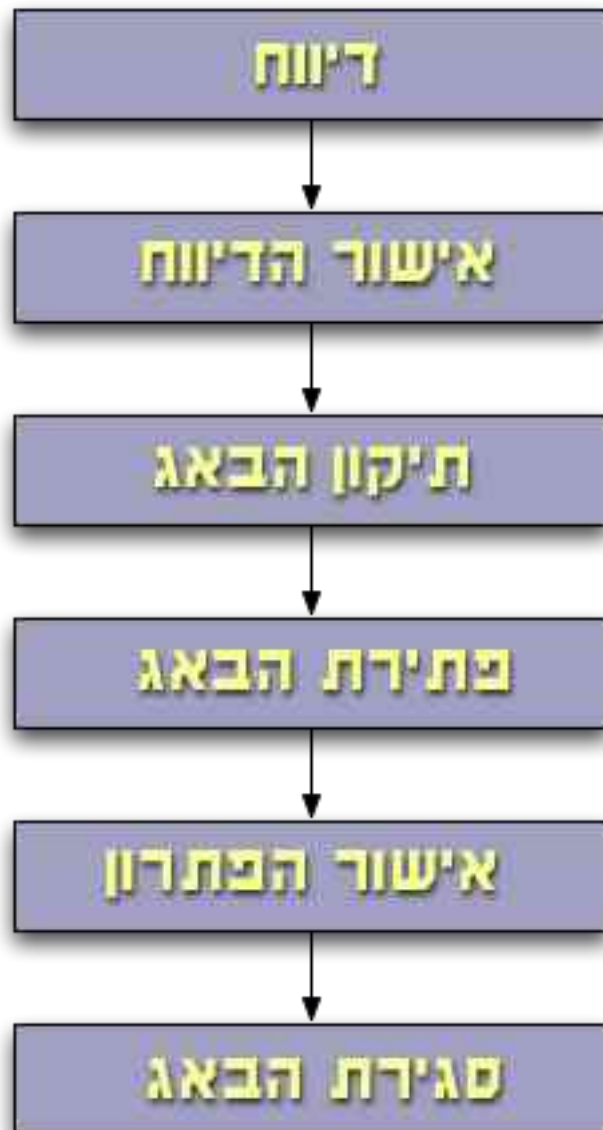 דיווח
אישור הדיווח
תיקון הבאג
פתירת הבאג
אישור הפתרון
סגירת הבאג